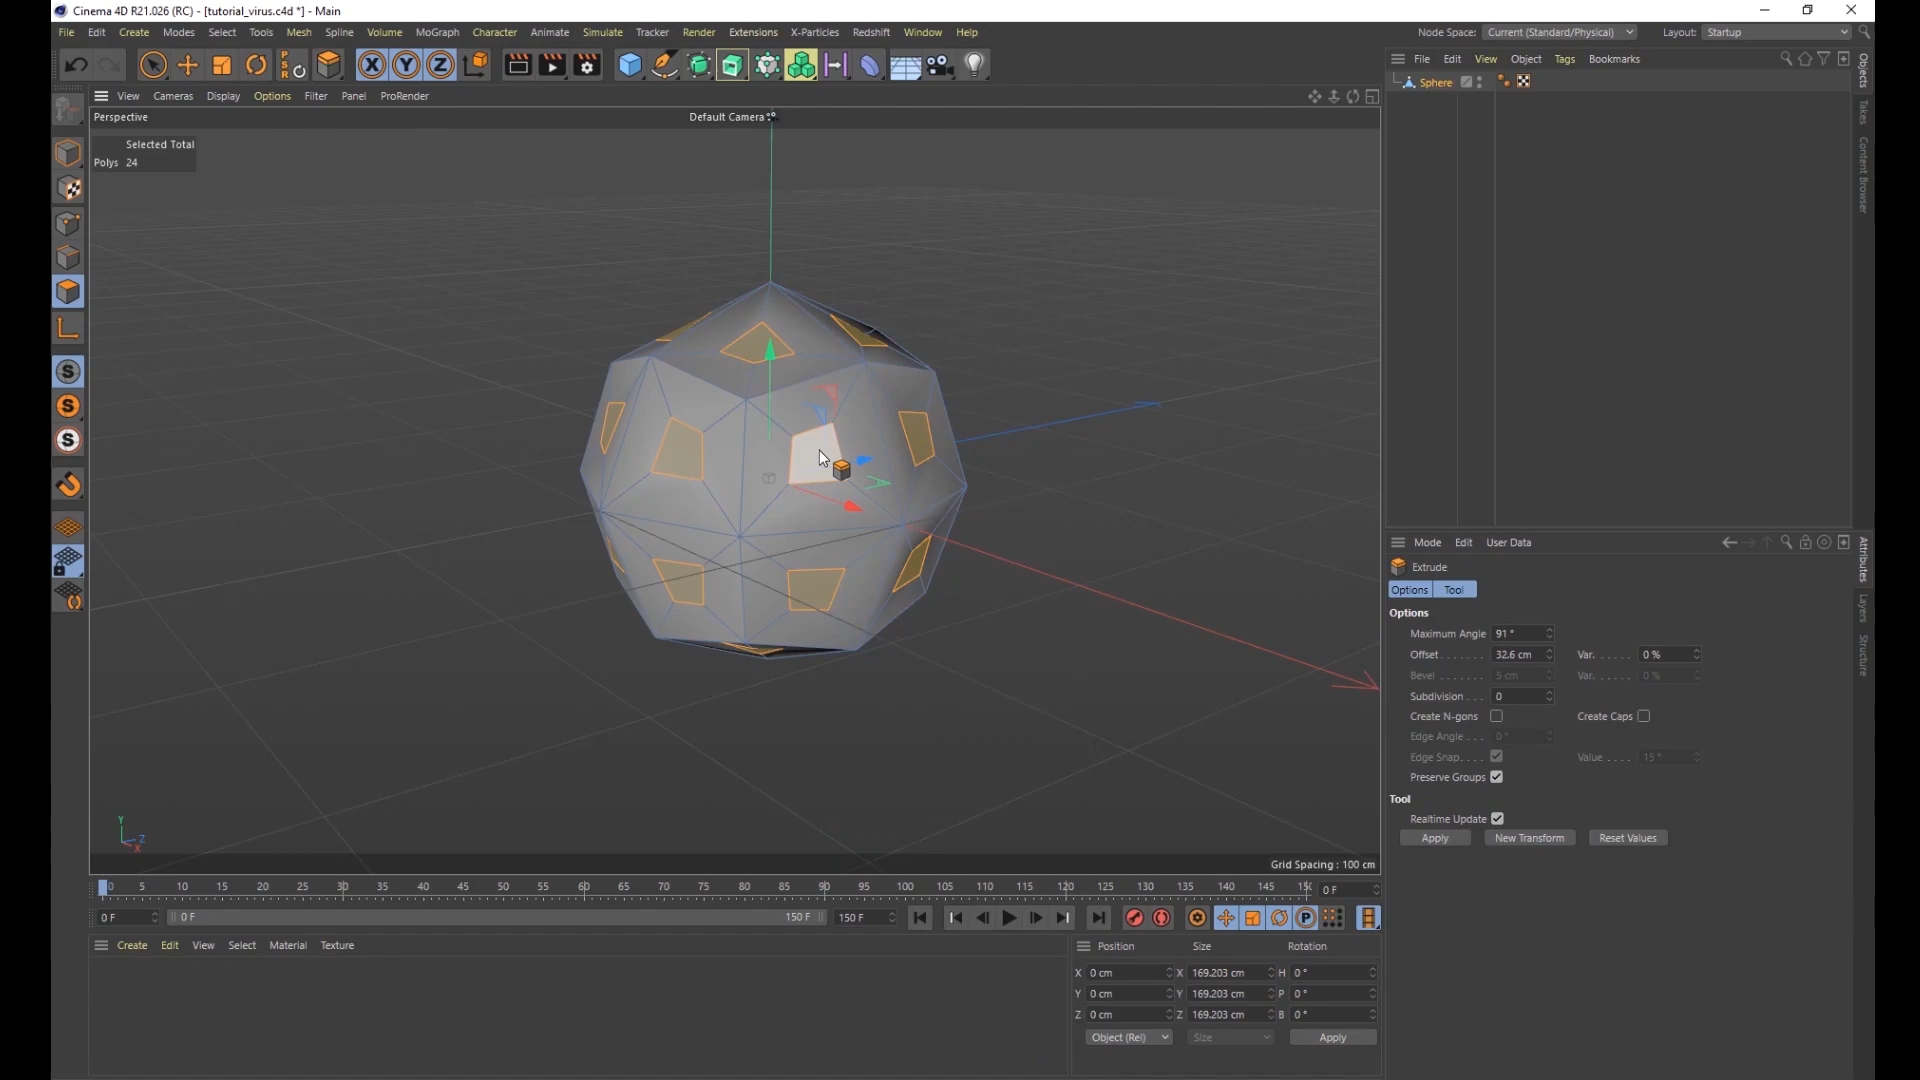 Cinema 4D R21.026 (RC) - [tutorial_virus.c4d *] - Main
File Edit Create Modes Select Tools Mesh Spline Volume MoGraph Character Animate Simulate Tracker Render Extensions X-Particles Redshift Window Help
Node Space: Current (Standard/Physical) Layout: Startup
P S R X Y Z
File Edit View Object Tags Bookmarks
View Cameras Display Options Filter Panel ProRender
Sphere
Perspective
Default Camera
Selected Total
Polys 24
S
S
S
Objects
Takes
Content Browser
Mode Edit User Data
Extrude
Options Tool
Options
Maximum Angle 91 °
Offset 32.6 cm Var. 0 %
Bevel 5 cm Var. 0 %
Subdivision 0
Create N-gons Create Caps
Edge Angle 0 °
Edge Snap Value 15 °
Preserve Groups
Tool
Realtime Update
Apply New Transform Reset Values
Attributes
Layers
Structure
Y
Z
X
Grid Spacing : 100 cm
0 5 10 15 20 25 30 35 40 45 50 55 60 65 70 75 80 85 90 95 100 105 110 115 120 125 130 135 140 145 0 F
0 F 0 F 150 F 150 F P
Create Edit View Select Material Texture
Position Size Rotation
X 0 cm X 169.203 cm H 0 °
Y 0 cm Y 169.203 cm P 0 °
Z 0 cm Z 169.203 cm B 0 °
Object (Rel) Size Apply